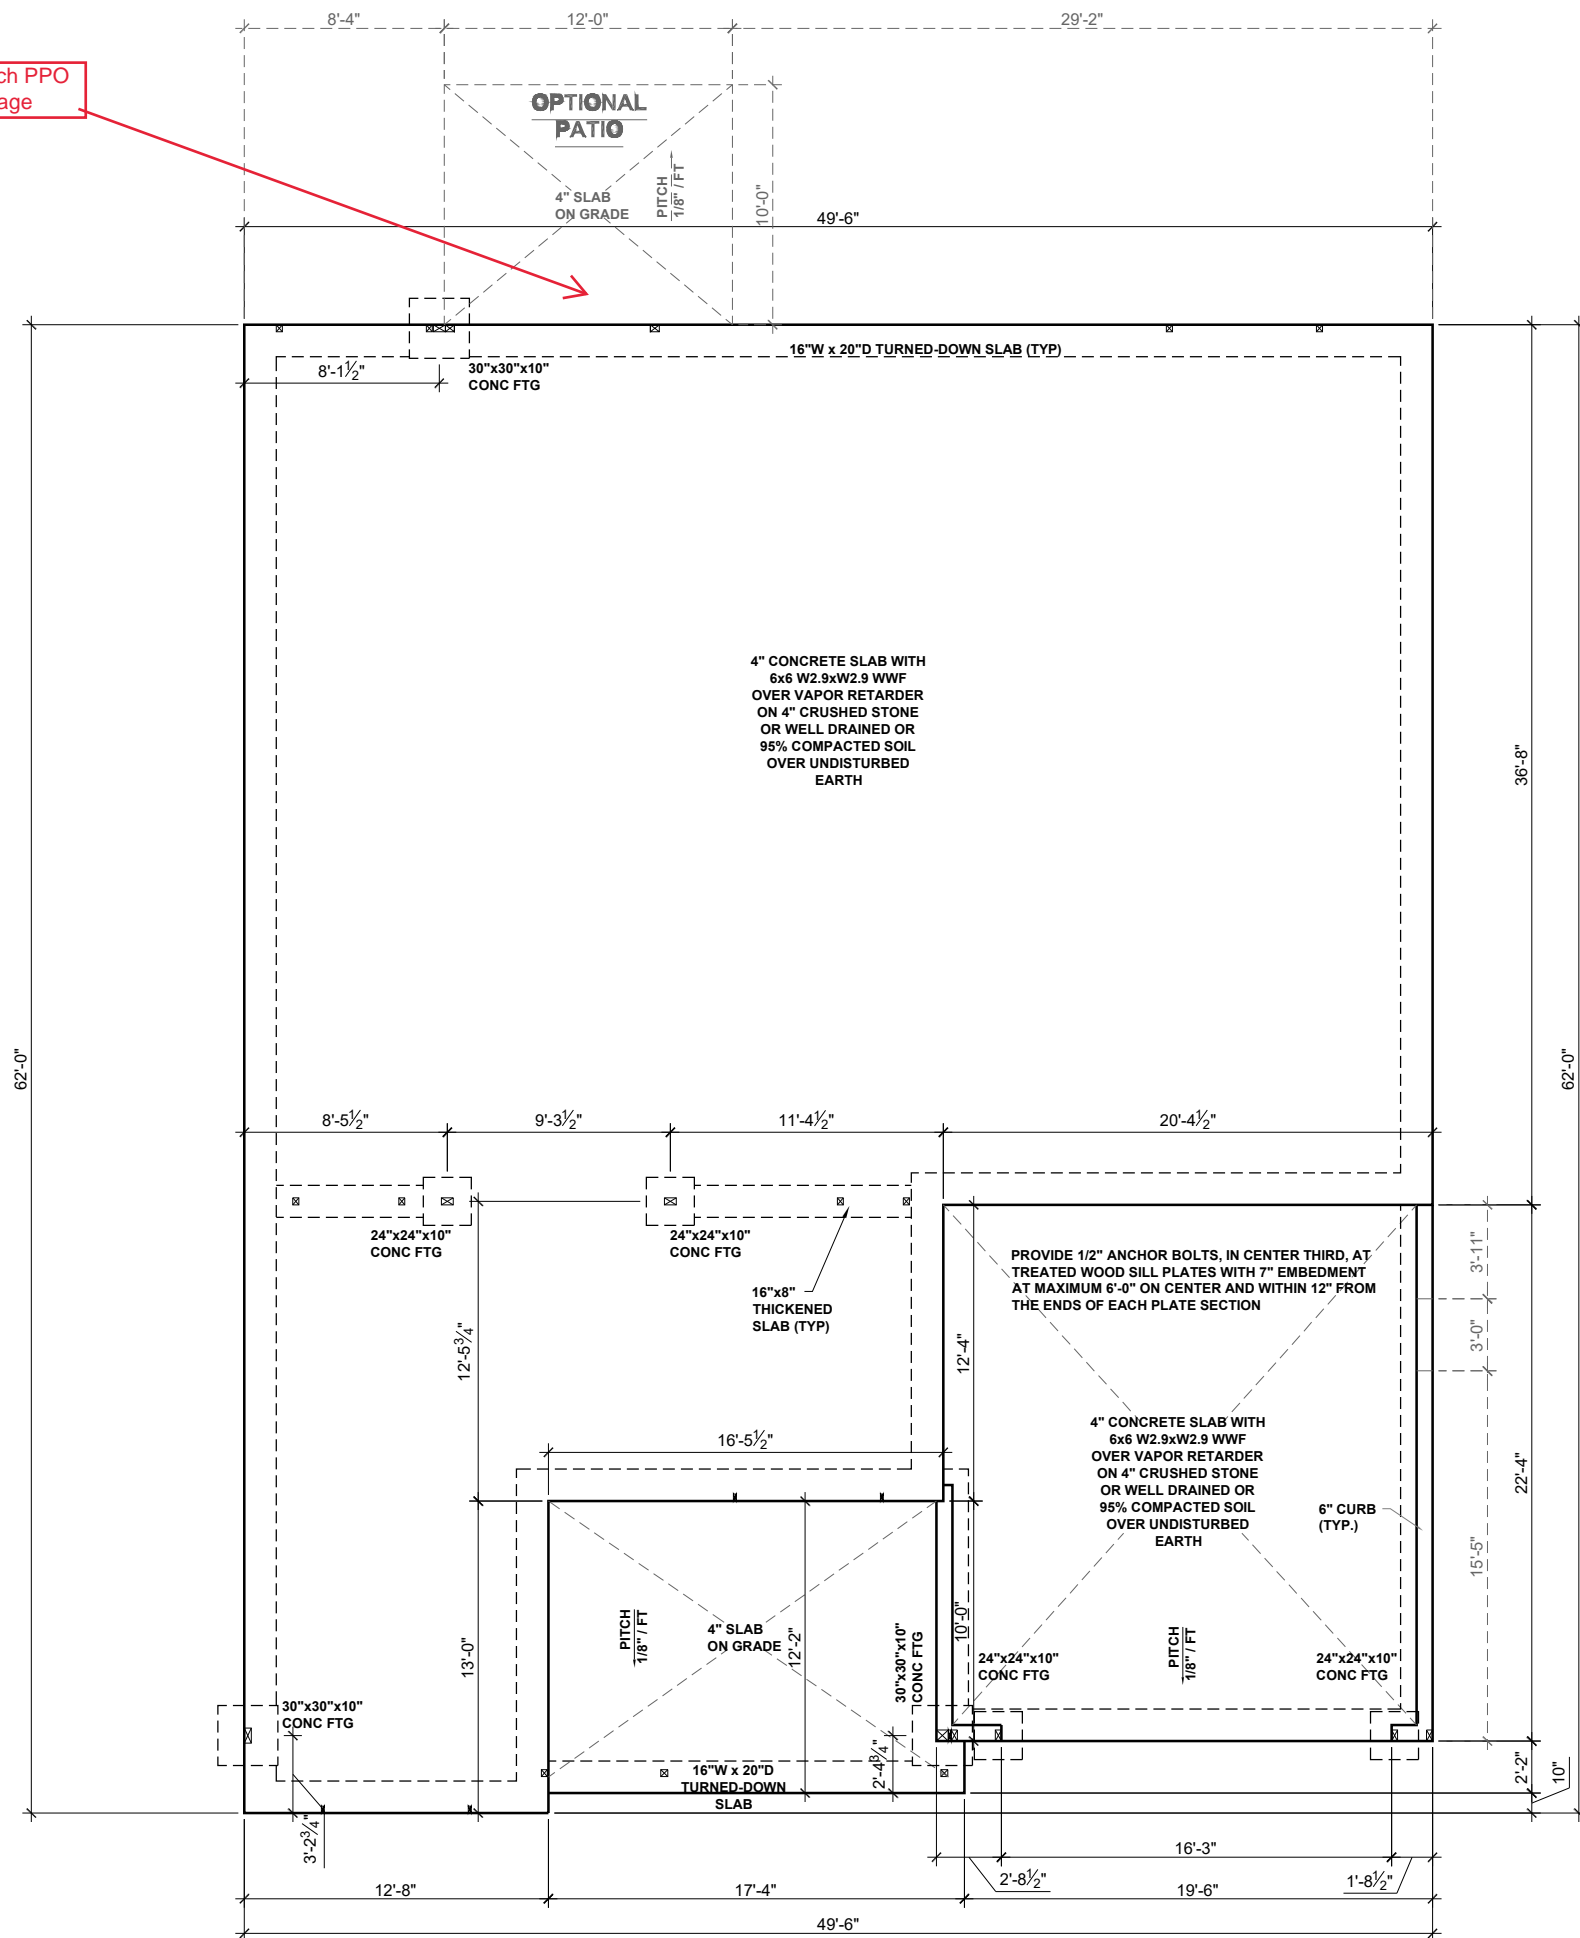 8'-4"
12'-0"
29'-2"
PPO
OPTIONAL
PATIO
4" SLAB
ON GRADE
PITCH
1/8" / FT
10'-0"
49'-6"
16"W x 20"D TURNED-DOWN SLAB (TYP)
8'-1½"
30"x30"x10"
CONC FTG
4" CONCRETE SLAB WITH
6x6 W2.9xW2.9 WWF
OVER VAPOR RETARDER
ON 4" CRUSHED STONE
OR WELL DRAINED OR
95% COMPACTED SOIL
OVER UNDISTURBED
EARTH
36'-8"
62'-0"
62'-0"
8'-5½"
9'-3½"
11'-4½"
20'-4½"
24"x24"x10"
CONC FTG
24"x24"x10"
CONC FTG
16"x8"
THICKENED
SLAB (TYP)
PROVIDE 1/2" ANCHOR BOLTS, IN CENTER THIRD, AT
TREATED WOOD SILL PLATES WITH 7" EMBEDMENT
AT MAXIMUM 6'-0" ON CENTER AND WITHIN 12" FROM
THE ENDS OF EACH PLATE SECTION
3'-11"
3'-0"
12'-5¾"
12'-4"
16'-5½"
4" CONCRETE SLAB WITH
6x6 W2.9xW2.9 WWF
OVER VAPOR RETARDER
ON 4" CRUSHED STONE
OR WELL DRAINED OR
95% COMPACTED SOIL
OVER UNDISTURBED
EARTH
6" CURB
(TYP.)
22'-4"
15'-5"
13'-0"
PITCH
1/8" / FT
4" SLAB
ON GRADE
12'-2"
30"x30"x10"
CONC FTG
10'-0"
24"x24"x10"
CONC FTG
PITCH
1/8" / FT
24"x24"x10"
CONC FTG
30"x30"x10"
CONC FTG
2'-4¾"
16"W x 20"D
TURNED-DOWN
SLAB
2'-2"
10"
3'-2¾"
16'-3"
2'-8½"
1'-8½"
12'-8"
17'-4"
19'-6"
49'-6"